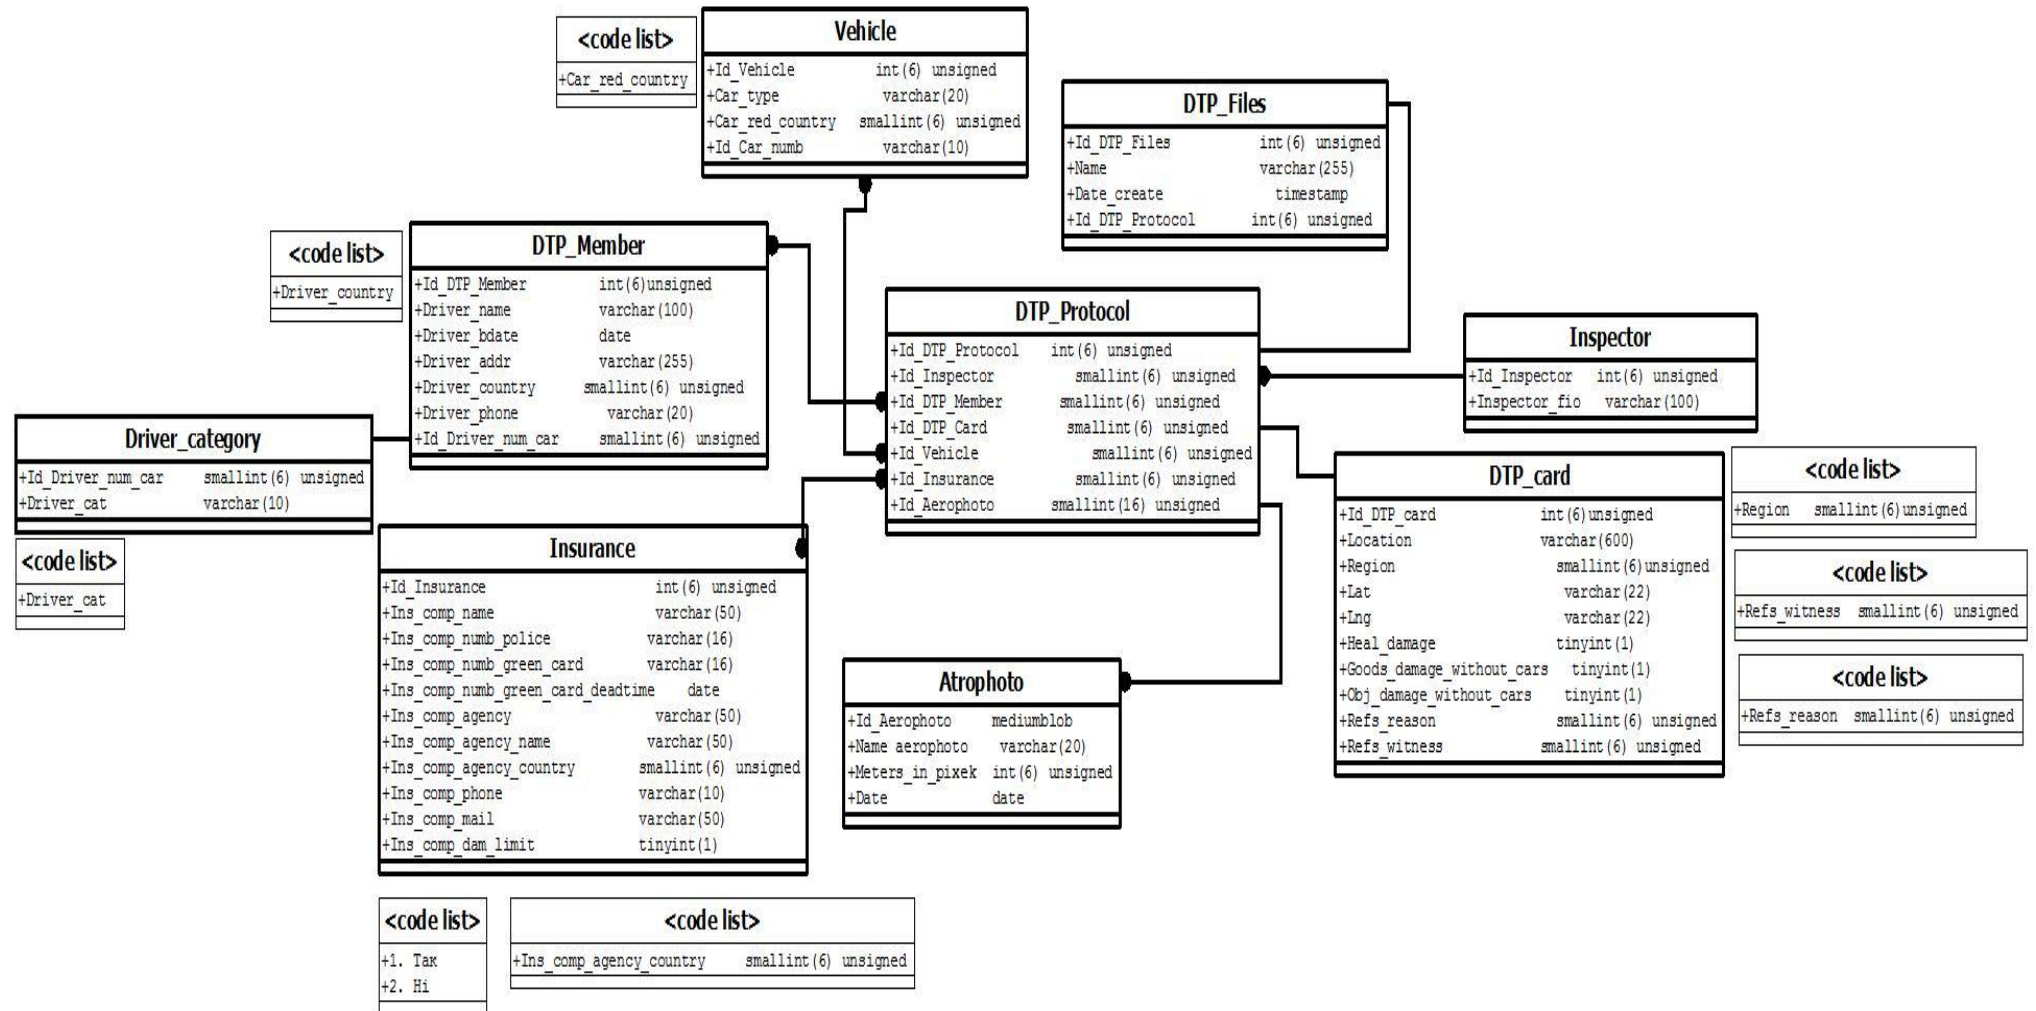 <code list>
+Car_red_country
Vehicle
+Id_Vehicle int(6) unsigned
+Car_type varchar(20)
+Car_red_country smallint(6) unsigned
+Id_Car_numb varchar(10)
DTP_Files
+Id_DTP_Files int(6) unsigned
+Name varchar(255)
+Date_create timestamp
+Id_DTP_Protocol int(6) unsigned
<code list>
+Driver_country
DTP_Member
+Id_DTP_Member int(6)unsigned
+Driver_name varchar(100)
+Driver_bdate date
+Driver_addr varchar(255)
+Driver_country smallint(6) unsigned
+Driver_phone varchar(20)
+Id_Driver_num_car smallint(6) unsigned
DTP_Protocol
+Id_DTP_Protocol int(6) unsigned
+Id_Inspector smallint(6) unsigned
+Id_DTP_Member smallint(6) unsigned
+Id_DTP_Card smallint(6) unsigned
+Id_Vehicle smallint(6) unsigned
+Id_Insurance smallint(6) unsigned
+Id_Aerophoto smallint(16) unsigned
Inspector
+Id_Inspector int(6) unsigned
+Inspector_fio varchar(100)
Driver_category
+Id_Driver_num_car smallint(6) unsigned
+Driver_cat varchar(10)
<code list>
+Driver_cat
Insurance
+Id_Insurance int(6) unsigned
+Ins_comp_name varchar(50)
+Ins_comp_numb_police varchar(16)
+Ins_comp_numb_green_card varchar(16)
+Ins_comp_numb_green_card_deadtime date
+Ins_comp_agency varchar(50)
+Ins_comp_agency_name varchar(50)
+Ins_comp_agency_country smallint(6) unsigned
+Ins_comp_phone varchar(10)
+Ins_comp_mail varchar(50)
+Ins_comp_dam_limit tinyint(1)
Atrophoto
+Id_Aerophoto mediumblob
+Name aerophoto varchar(20)
+Meters_in_pixek int(6) unsigned
+Date date
DTP_card
+Id_DTP_card int(6)unsigned
+Location varchar(600)
+Region smallint(6)unsigned
+Lat varchar(22)
+Lng varchar(22)
+Heal_damage tinyint(1)
+Goods_damage_without_cars tinyint(1)
+Obj_damage_without_cars tinyint(1)
+Refs_reason smallint(6) unsigned
+Refs_witness smallint(6) unsigned
<code list>
+Region smallint(6)unsigned
<code list>
+Refs_witness smallint(6) unsigned
<code list>
+Refs_reason smallint(6) unsigned
<code list>
+1. Так
+2. Ні
<code list>
+Ins_comp_agency_country smallint(6) unsigned